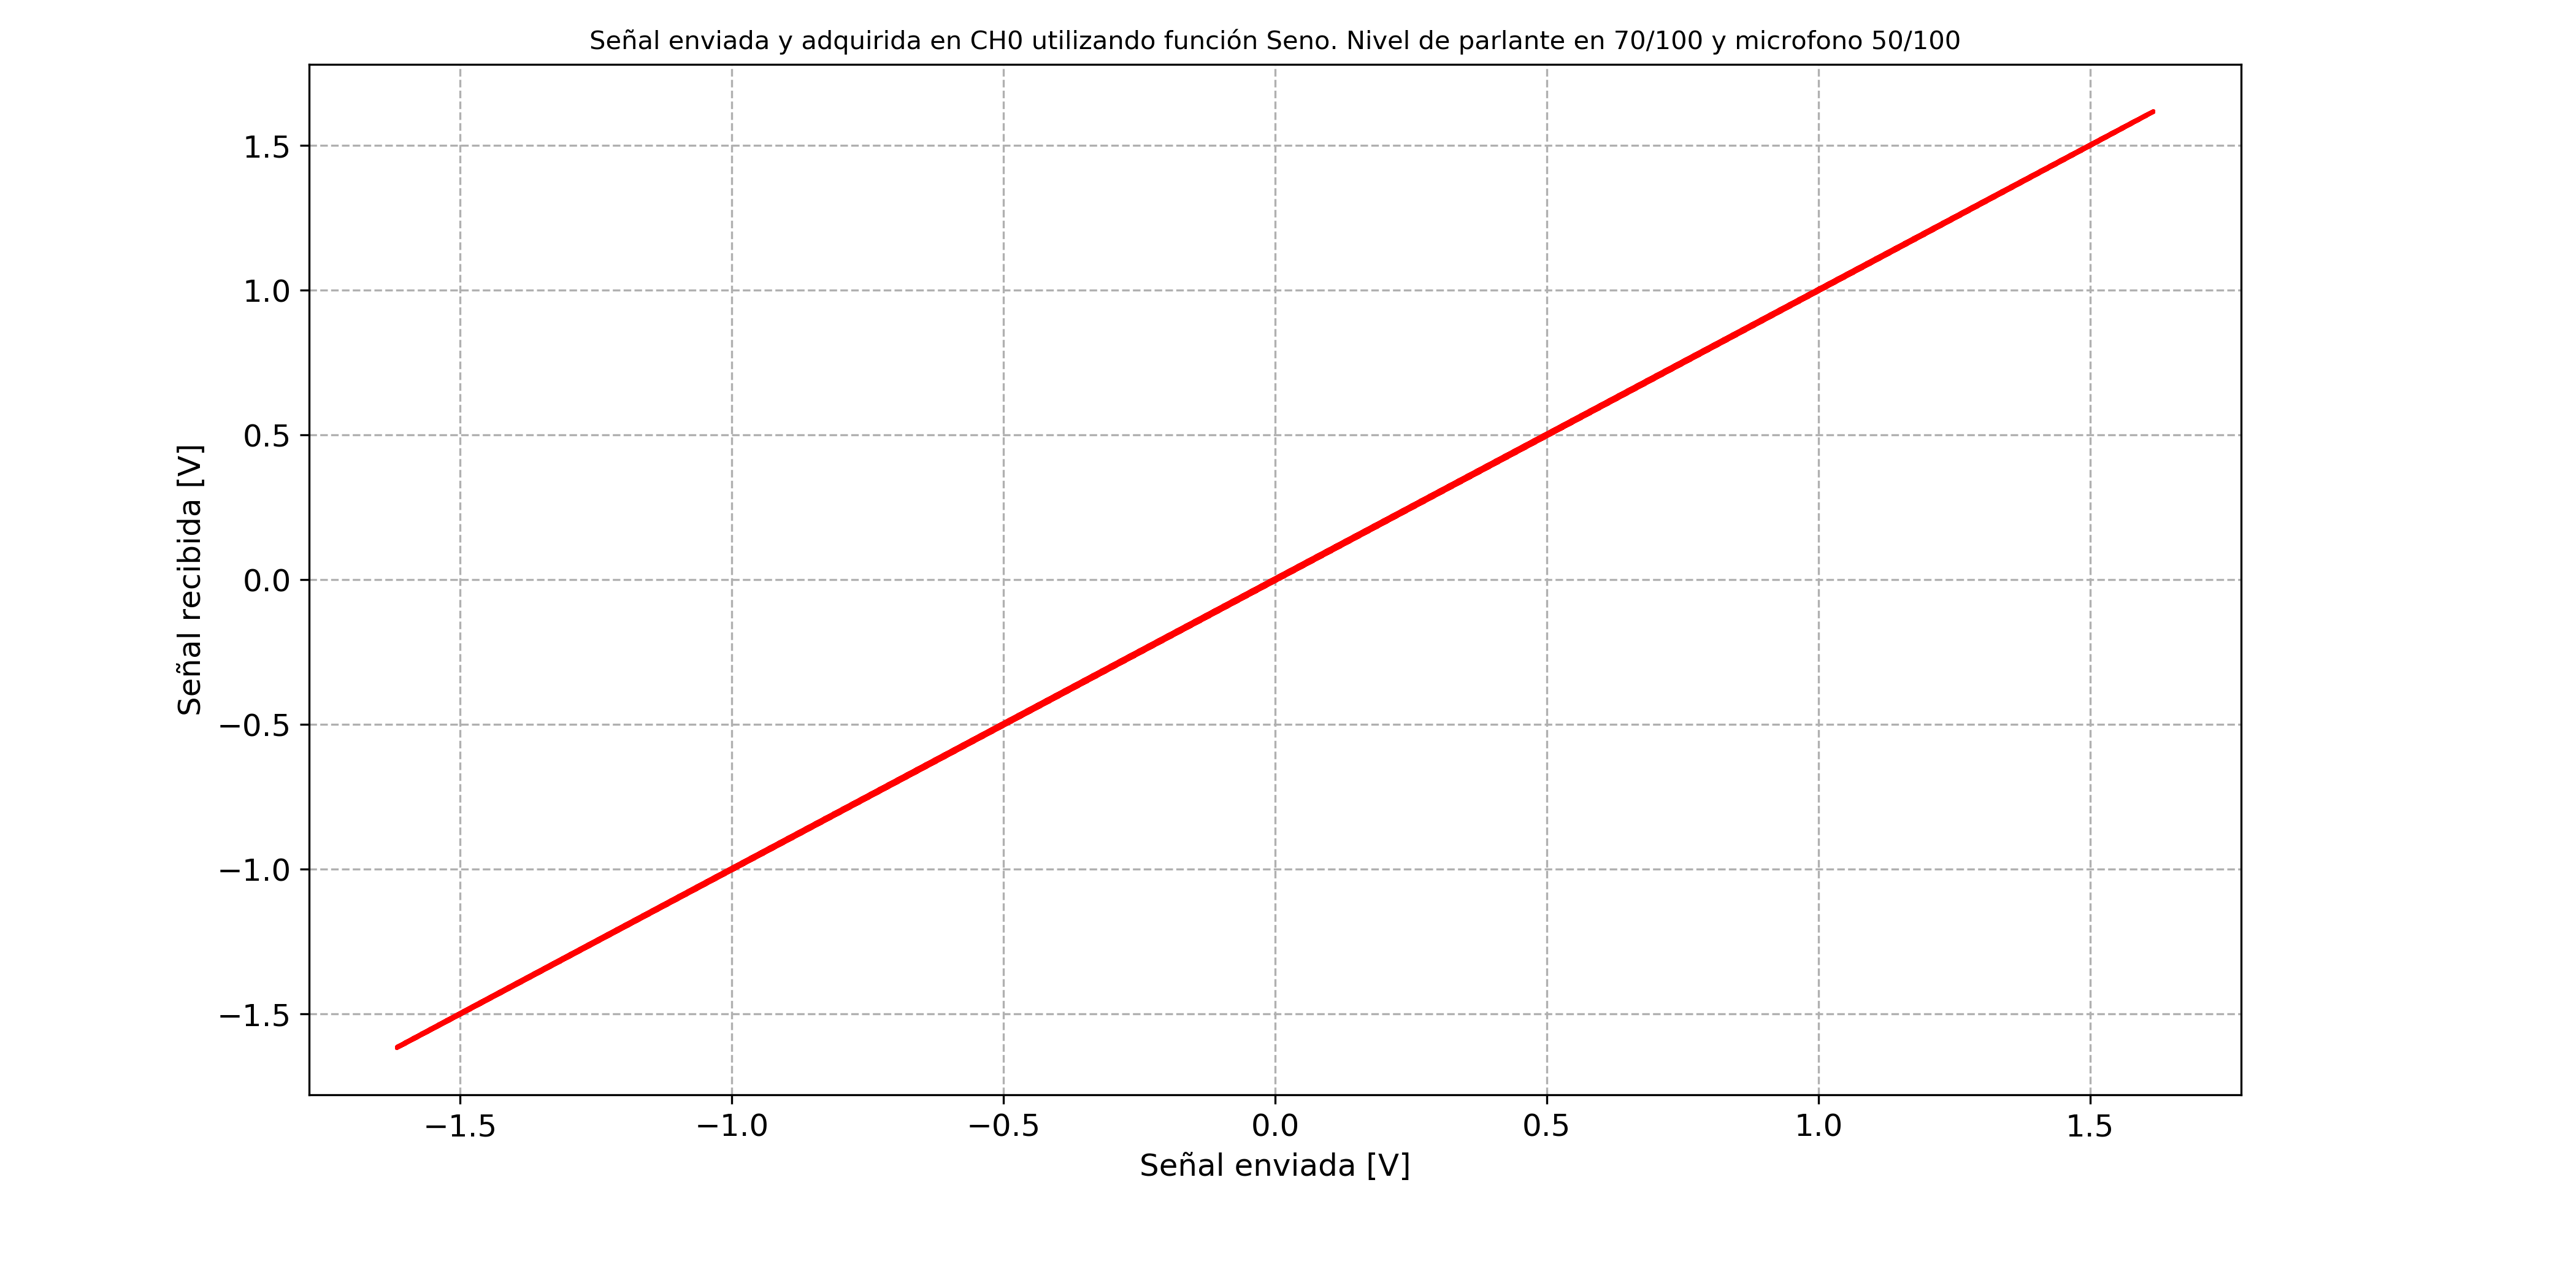 Señal enviada y adquirida en CH0 utilizando función Seno. Nivel de parlante en 70/100 y microfono 50/100
Señal recibida [V]
1.5
1.0
0.5
0.0
−0.5
−1.0
−1.5
−1.5 −1.0 −0.5 0.0 0.5 1.0 1.5
Señal enviada [V]